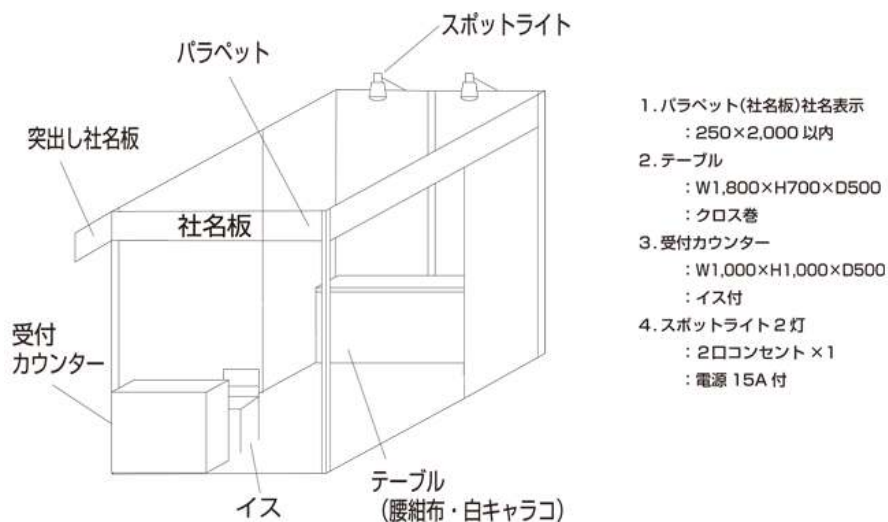 スポットライト
パラペット
突出し社名板
社名板
受付
カウンター
イス
テーブル
（腰紺布・白キャラコ）
1.パラペット(社名板)社名表示
：250×2,000 以内
2.テーブル
：W1,800×H700×D500
：クロス巻
3.受付カウンター
：W1,000×H1,000×D500
：イス付
4.スポットライト2灯
：2口コンセント ×1
：電源 15A 付